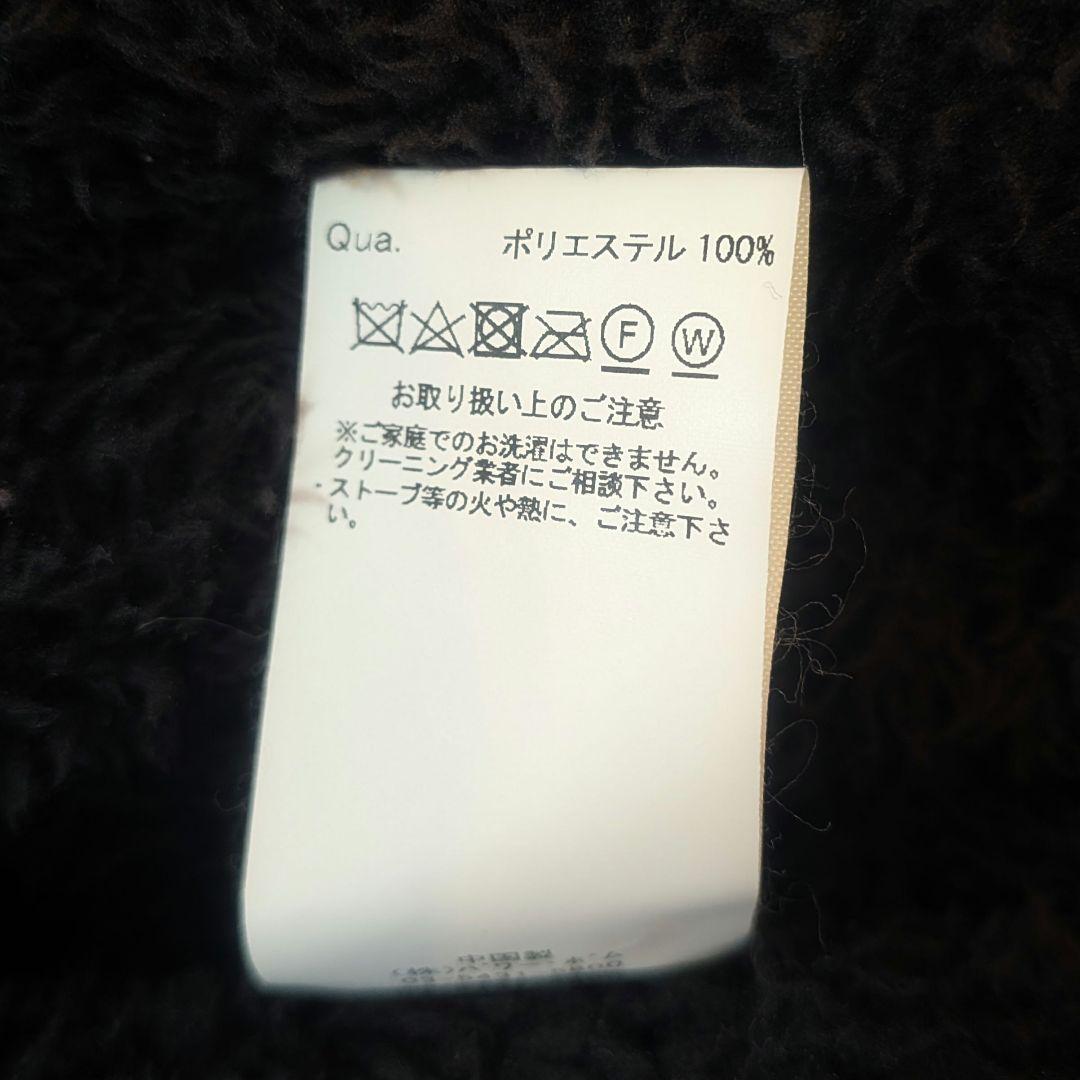 Qua. ポリエステル 100%
F W
お取り扱い上のご注意
※ご家庭でのお洗濯はできません。
クリーニング業者にご相談下さい。
・ストーブ等の火や熱に、ご注意下さ
い。
中国製